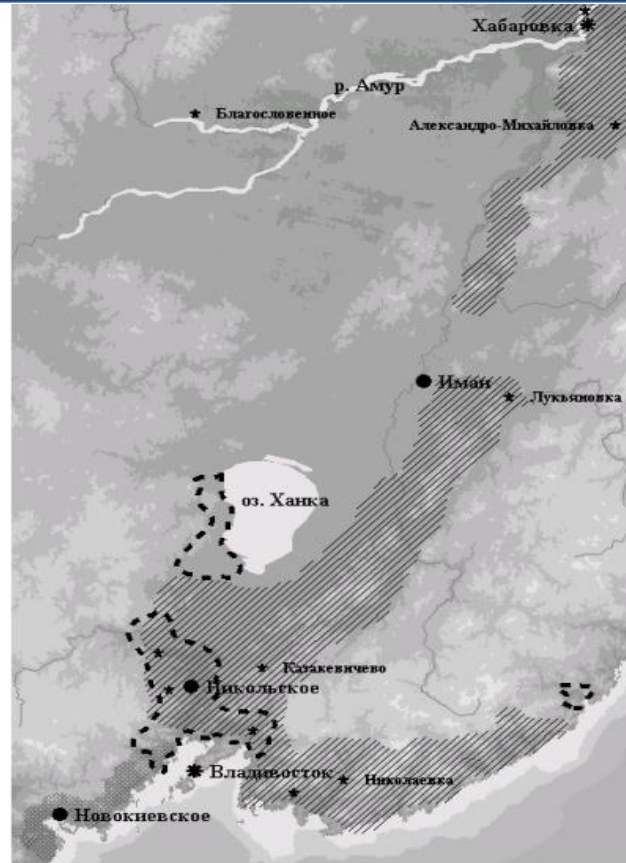 Хабаровка
р. Амур
Благословенное
Александро-Михайловка
Иман
Лукьяновка
оз. Ханка
Казакевичево
Никольское
Владивосток
Николаевка
Новокиевское